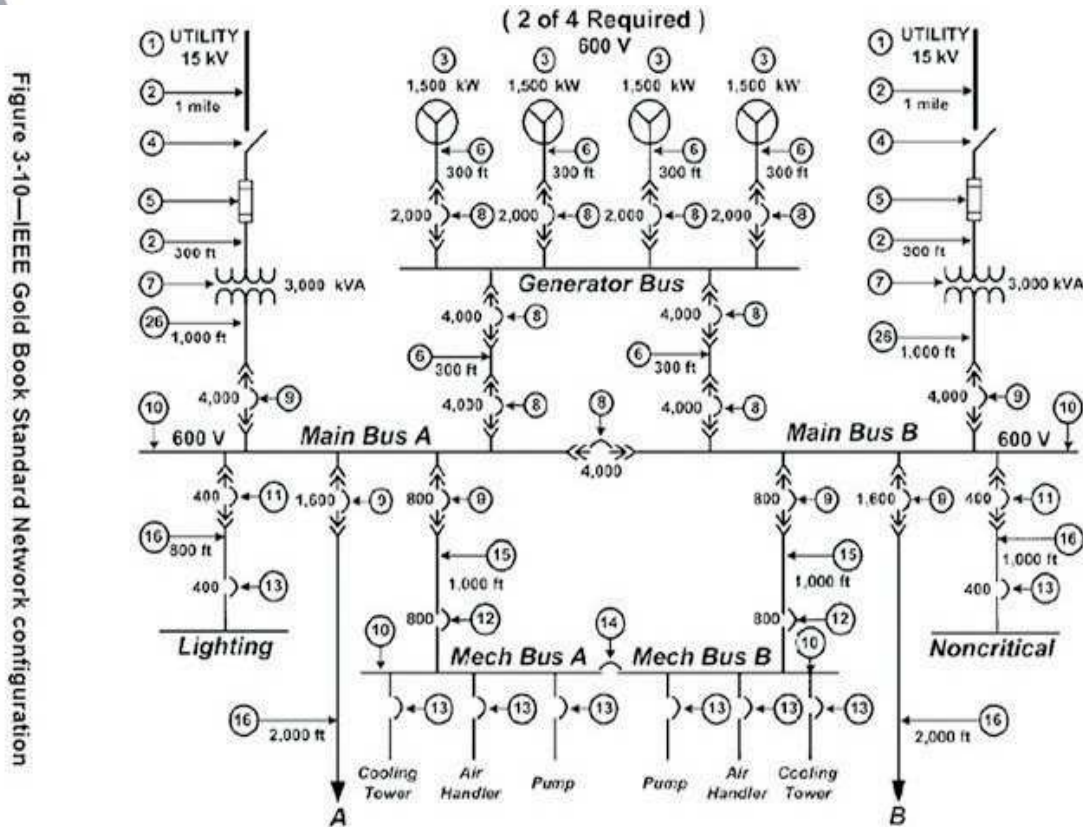 Figure 3-10—IEEE Gold Book Standard Network configuration
( 2 of 4 Required )
600 V
1 UTILITY
15 kV
2
1 mile
4
5
2
300 ft
7
3,000 kVA
26
1,000 ft
4,000
9
10
600 V
3
1,500 kW
3
1,500 kW
3
1,500 kW
3
1,500 kW
6
300 ft
6
300 ft
6
300 ft
6
300 ft
2,000
8
2,000
8
2,000
8
2,000
8
Generator Bus
4,000
8
4,000
8
6
300 ft
6
300 ft
4,000
8
4,000
8
1 UTILITY
15 kV
2
1 mile
4
5
2
300 ft
7
3,000 kVA
26
1,000 ft
4,000
9
10
600 V
Main Bus A
8
4,000
Main Bus B
400
11
1,600
9
800
9
800
9
1,600
9
400
11
16
800 ft
15
1,000 ft
15
1,000 ft
16
1,000 ft
400
13
800
12
800
12
400
13
Lighting
10
Mech Bus A
14
Mech Bus B
10
Noncritical
13
13
13
13
13
13
16
2,000 ft
16
2,000 ft
Cooling
Tower
Air
Handler
Pump
Pump
Air
Handler
Cooling
Tower
A
B